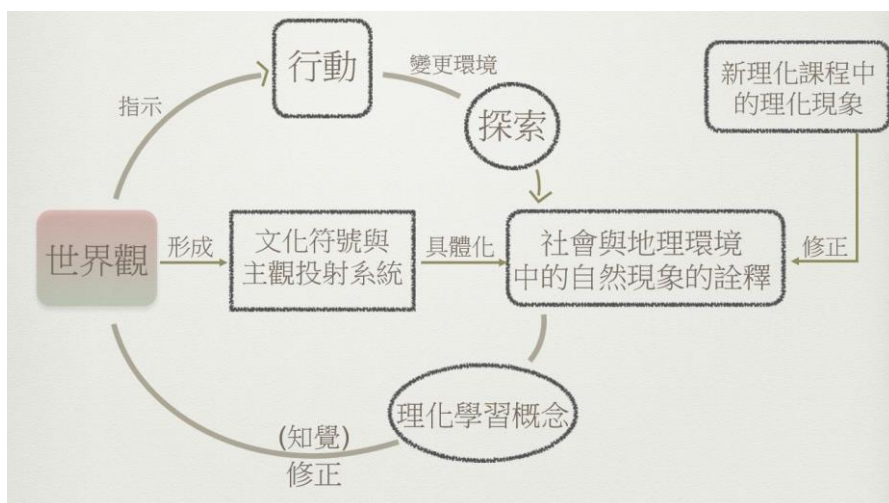 行動
變更環境
新理化課程中
的理化現象
指示
探索
世界觀
形成
文化符號與
主觀投射系統
具體化
社會與地理環境
中的自然現象的詮釋
修正
理化學習概念
(知覺)
修正